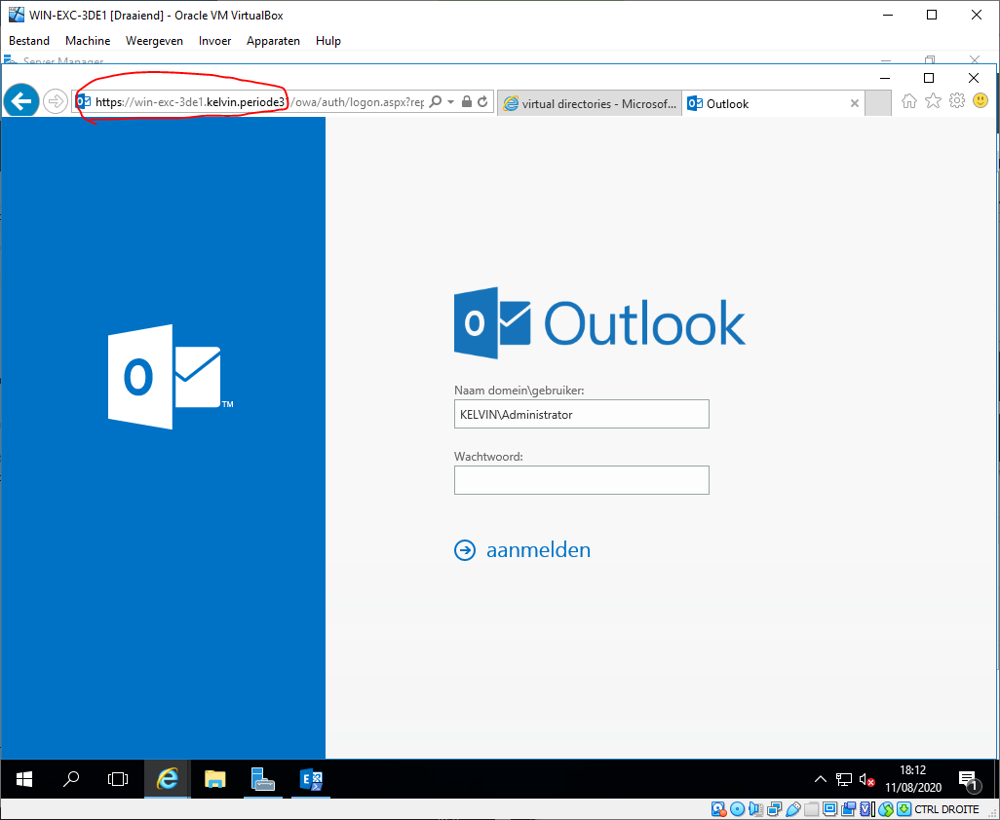 WIN-EXC-3DE1 [Draaiend] - Oracle VM VirtualBox
Bestand Machine Weergeven Invoer Apparaten Hulp
Server Manager
https://win-exc-3de1.kelvin.periode3/owa/auth/logon.aspx?rep
virtual directories - Microsof...
Outlook
O
TM
O Outlook
Naam domein\gebruiker:
KELVIN\Administrator
Wachtwoord:
aanmelden
18:12
11/08/2020
1
CTRL DROITE